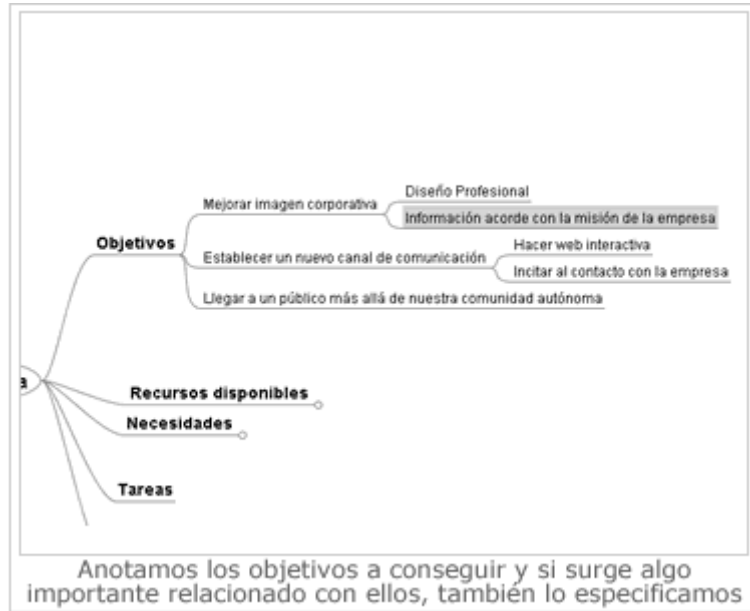 Objetivos
Mejorar imagen corporativa
Diseño Profesional
Información acorde con la misión de la empresa
Establecer un nuevo canal de comunicación
Hacer web interactiva
Incitar al contacto con la empresa
Llegar a un público más allá de nuestra comunidad autónoma
a
Recursos disponibles
Necesidades
Tareas
Anotamos los objetivos a conseguir y si surge algo
importante relacionado con ellos, también lo especificamos